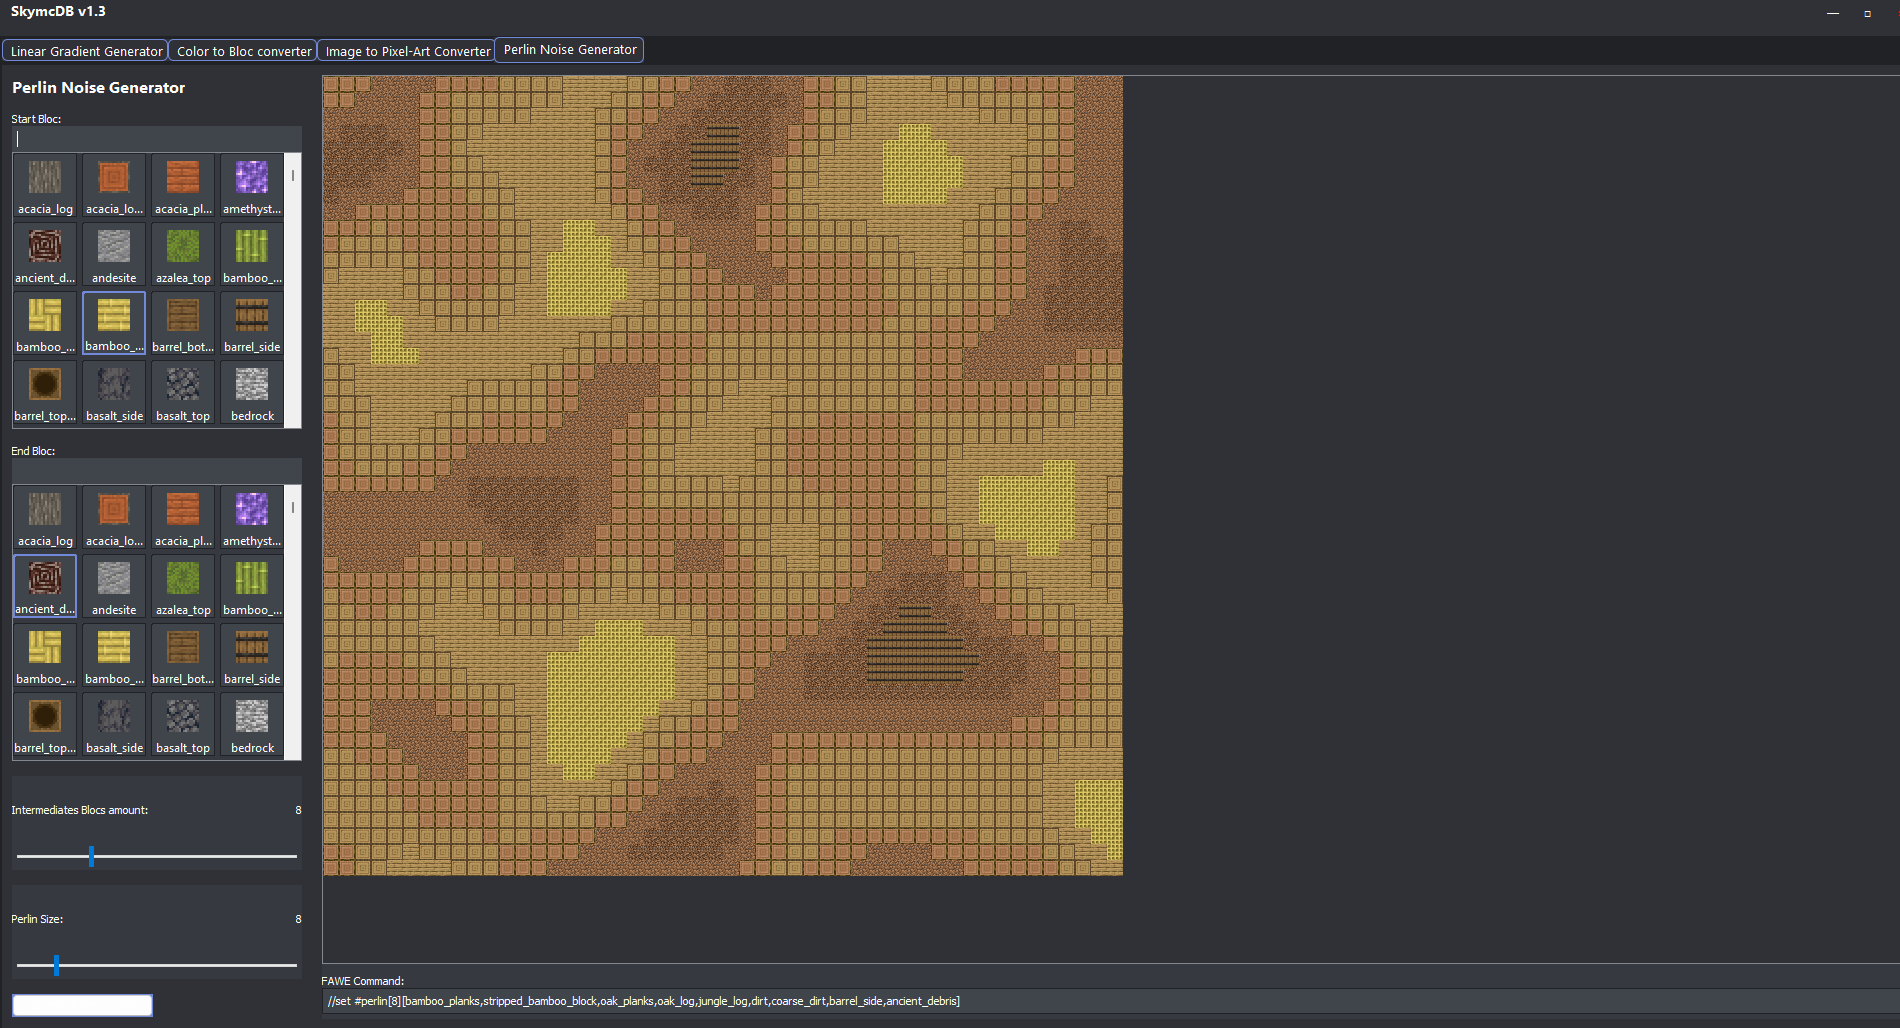 SkymcDB v1.3
Linear Gradient Generator
Color to Bloc converter
Image to Pixel-Art Converter
Perlin Noise Generator
Perlin Noise Generator
Start Bloc:
acacia_log
acacia_lo...
acacia_pl...
amethyst...
ancient_d...
andesite
azalea_top
bamboo_...
bamboo_...
bamboo_...
barrel_bot...
barrel_side
barrel_top...
basalt_side
basalt_top
bedrock
End Bloc:
acacia_log
acacia_lo...
acacia_pl...
amethyst...
ancient_d...
andesite
azalea_top
bamboo_...
bamboo_...
bamboo_...
barrel_bot...
barrel_side
barrel_top...
basalt_side
basalt_top
bedrock
Intermediates Blocs amount: 8
Perlin Size: 8
FAWE Command:
//set #perlin[8][bamboo_planks,stripped_bamboo_block,oak_planks,oak_log,jungle_log,dirt,coarse_dirt,barrel_side,ancient_debris]